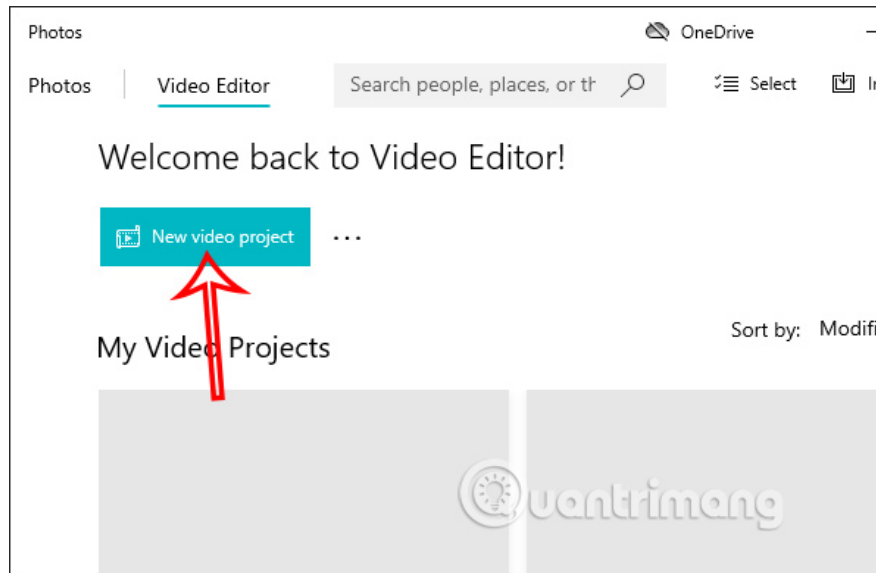 Photos
OneDrive
Photos
Video Editor
Search people, places, or th
Select
Welcome back to Video Editor!
New video project
My Video Projects
Sort by: Modifi
Quantrimang